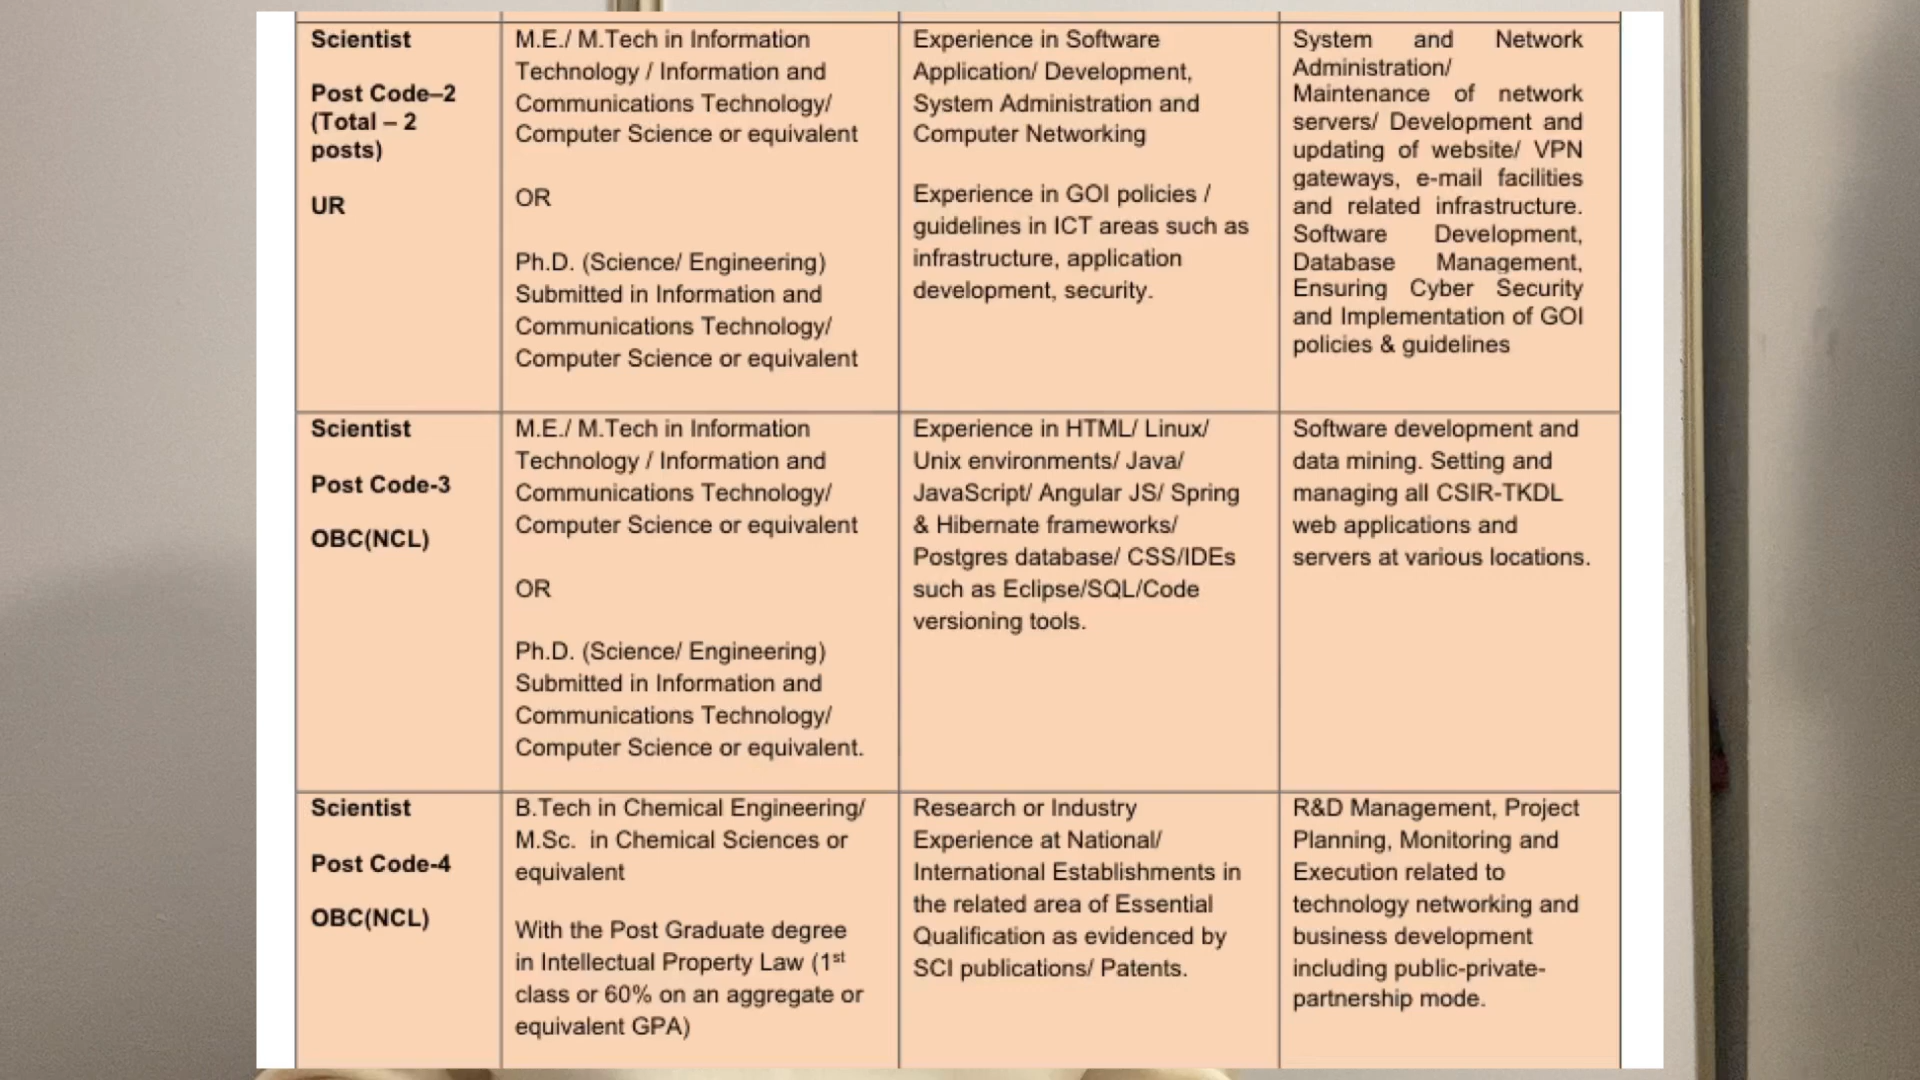 Scientist
Post Code–2
(Total – 2
posts)
UR
M.E./ M.Tech in Information
Technology / Information and
Communications Technology/
Computer Science or equivalent
OR
Ph.D. (Science/ Engineering)
Submitted in Information and
Communications Technology/
Computer Science or equivalent
Experience in Software
Application/ Development,
System Administration and
Computer Networking
Experience in GOI policies /
guidelines in ICT areas such as
infrastructure, application
development, security.
System and Network
Administration/
Maintenance of network
servers/ Development and
updating of website/ VPN
gateways, e-mail facilities
and related infrastructure.
Software Development,
Database Management,
Ensuring Cyber Security
and Implementation of GOI
policies & guidelines
Scientist
Post Code-3
OBC(NCL)
M.E./ M.Tech in Information
Technology / Information and
Communications Technology/
Computer Science or equivalent
OR
Ph.D. (Science/ Engineering)
Submitted in Information and
Communications Technology/
Computer Science or equivalent.
Experience in HTML/ Linux/
Unix environments/ Java/
JavaScript/ Angular JS/ Spring
& Hibernate frameworks/
Postgres database/ CSS/IDEs
such as Eclipse/SQL/Code
versioning tools.
Software development and
data mining. Setting and
managing all CSIR-TKDL
web applications and
servers at various locations.
Scientist
Post Code-4
OBC(NCL)
B.Tech in Chemical Engineering/
M.Sc. in Chemical Sciences or
equivalent
With the Post Graduate degree
in Intellectual Property Law (1st
class or 60% on an aggregate or
equivalent GPA)
Research or Industry
Experience at National/
International Establishments in
the related area of Essential
Qualification as evidenced by
SCI publications/ Patents.
R&D Management, Project
Planning, Monitoring and
Execution related to
technology networking and
business development
including public-private-
partnership mode.